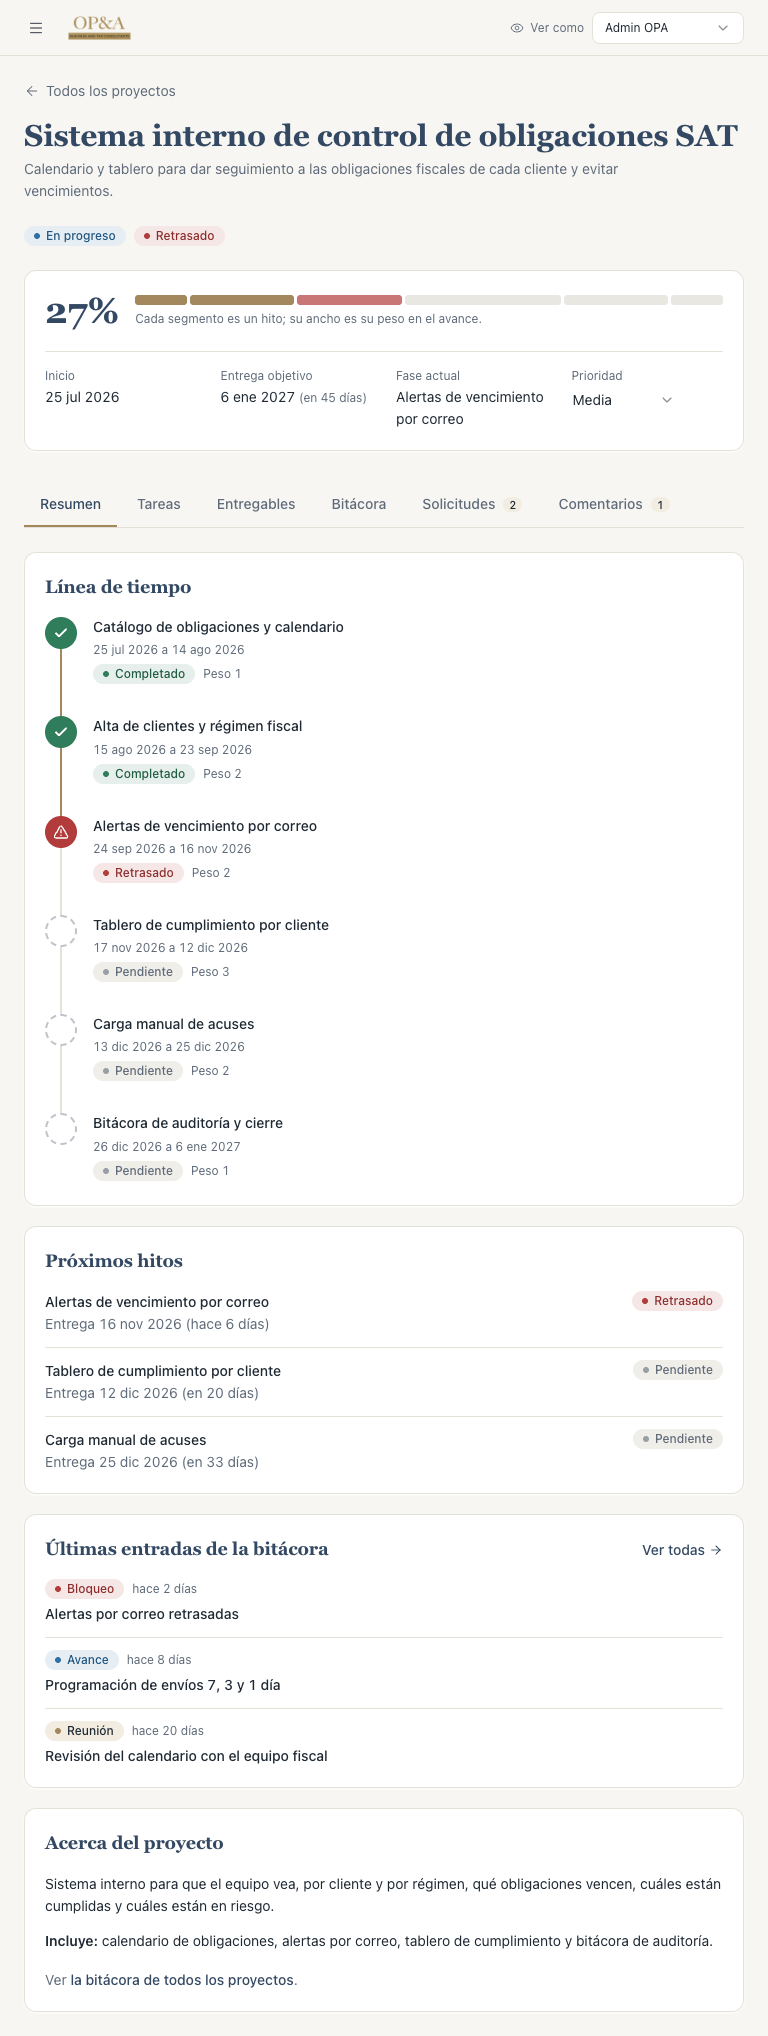 OP&A
Ver como
Admin OPA
Todos los proyectos
Sistema interno de control de obligaciones SAT
Calendario y tablero para dar seguimiento a las obligaciones fiscales de cada cliente y evitar
vencimientos.
En progreso
Retrasado
27%
Cada segmento es un hito; su ancho es su peso en el avance.
Inicio
25 jul 2026
Entrega objetivo
6 ene 2027 (en 45 días)
Fase actual
Alertas de vencimiento
por correo
Prioridad
Media
Resumen
Tareas
Entregables
Bitácora
Solicitudes 2
Comentarios 1
Línea de tiempo
Catálogo de obligaciones y calendario
25 jul 2026 a 14 ago 2026
Completado Peso 1
Alta de clientes y régimen fiscal
15 ago 2026 a 23 sep 2026
Completado Peso 2
Alertas de vencimiento por correo
24 sep 2026 a 16 nov 2026
Retrasado Peso 2
Tablero de cumplimiento por cliente
17 nov 2026 a 12 dic 2026
Pendiente Peso 3
Carga manual de acuses
13 dic 2026 a 25 dic 2026
Pendiente Peso 2
Bitácora de auditoría y cierre
26 dic 2026 a 6 ene 2027
Pendiente Peso 1
Próximos hitos
Alertas de vencimiento por correo
Retrasado
Entrega 16 nov 2026 (hace 6 días)
Tablero de cumplimiento por cliente
Pendiente
Entrega 12 dic 2026 (en 20 días)
Carga manual de acuses
Pendiente
Entrega 25 dic 2026 (en 33 días)
Últimas entradas de la bitácora
Ver todas
Bloqueo hace 2 días
Alertas por correo retrasadas
Avance hace 8 días
Programación de envíos 7, 3 y 1 día
Reunión hace 20 días
Revisión del calendario con el equipo fiscal
Acerca del proyecto
Sistema interno para que el equipo vea, por cliente y por régimen, qué obligaciones vencen, cuáles están
cumplidas y cuáles están en riesgo.
Incluye: calendario de obligaciones, alertas por correo, tablero de cumplimiento y bitácora de auditoría.
Ver la bitácora de todos los proyectos.